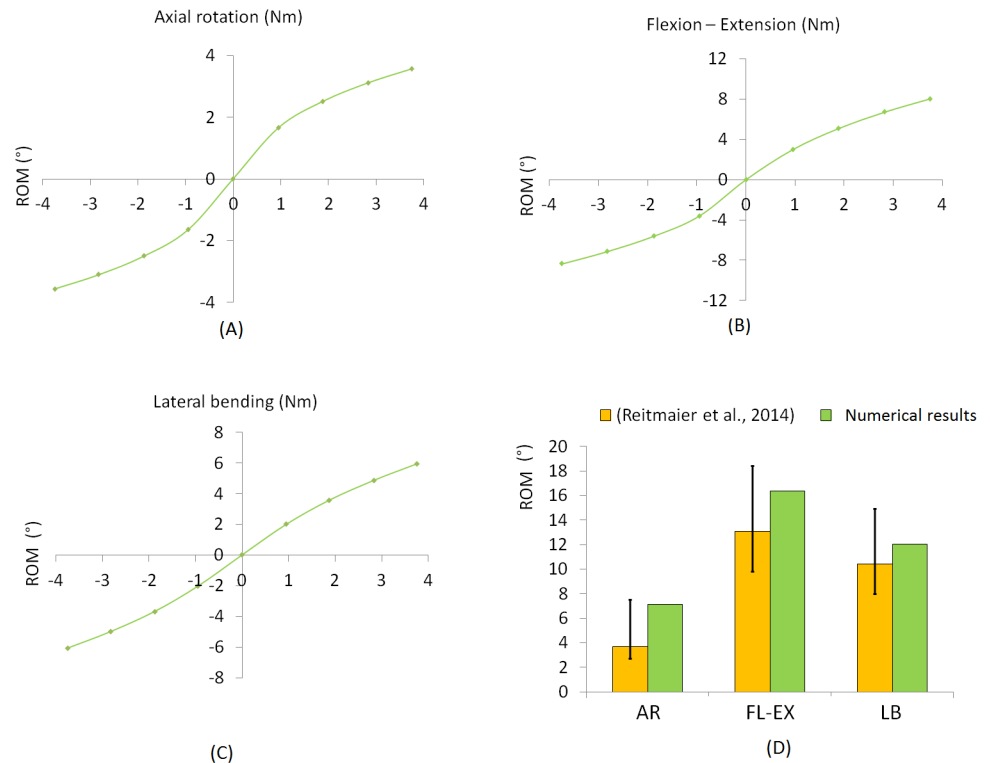 Axial rotation (Nm)
4
2
0
-2
-4
-4 -3 -2 -1 0 1 2 3 4
ROM (°)
(A)
Flexion – Extension (Nm)
12
8
4
0
-4
-8
-12
-4 -3 -2 -1 0 1 2 3 4
ROM (°)
(B)
Lateral bending (Nm)
8
6
4
2
0
-2
-4
-6
-8
-4 -3 -2 -1 0 1 2 3 4
ROM (°)
(C)
(Reitmaier et al., 2014) Numerical results
ROM (°)
20
18
16
14
12
10
8
6
4
2
0
AR FL-EX LB
(D)